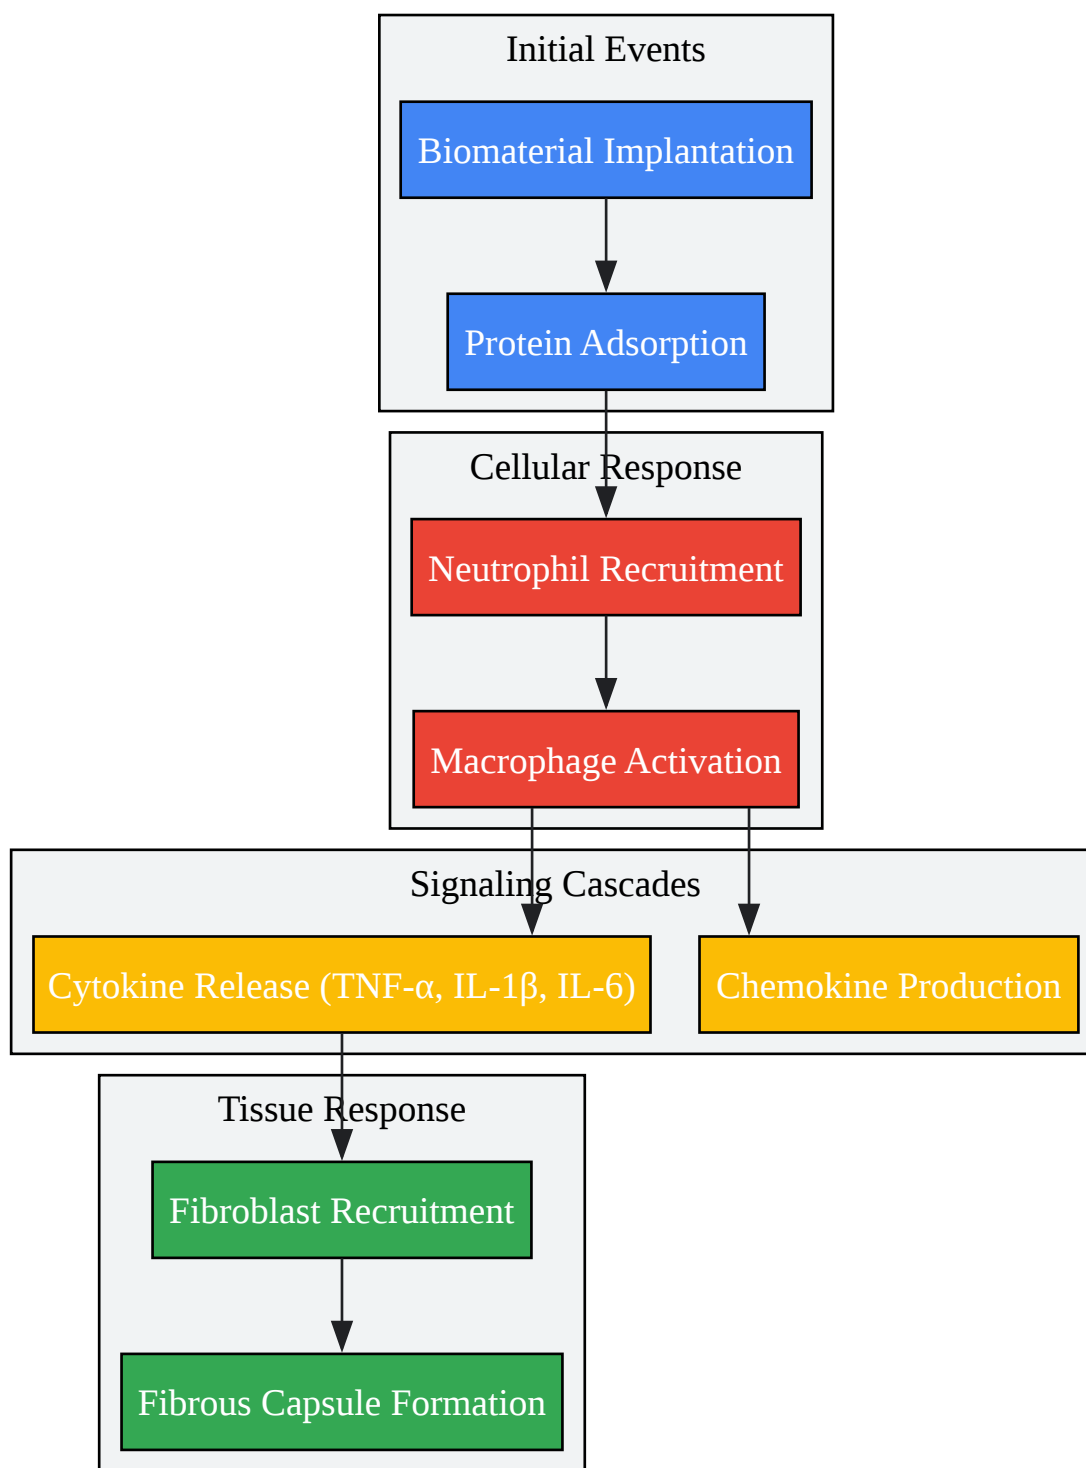 Initial Events
Biomaterial Implantation
Protein Adsorption
Cellular Response
Neutrophil Recruitment
Macrophage Activation
Signaling Cascades
Cytokine Release (TNF-α, IL-1β, IL-6)
Chemokine Production
Tissue Response
Fibroblast Recruitment
Fibrous Capsule Formation